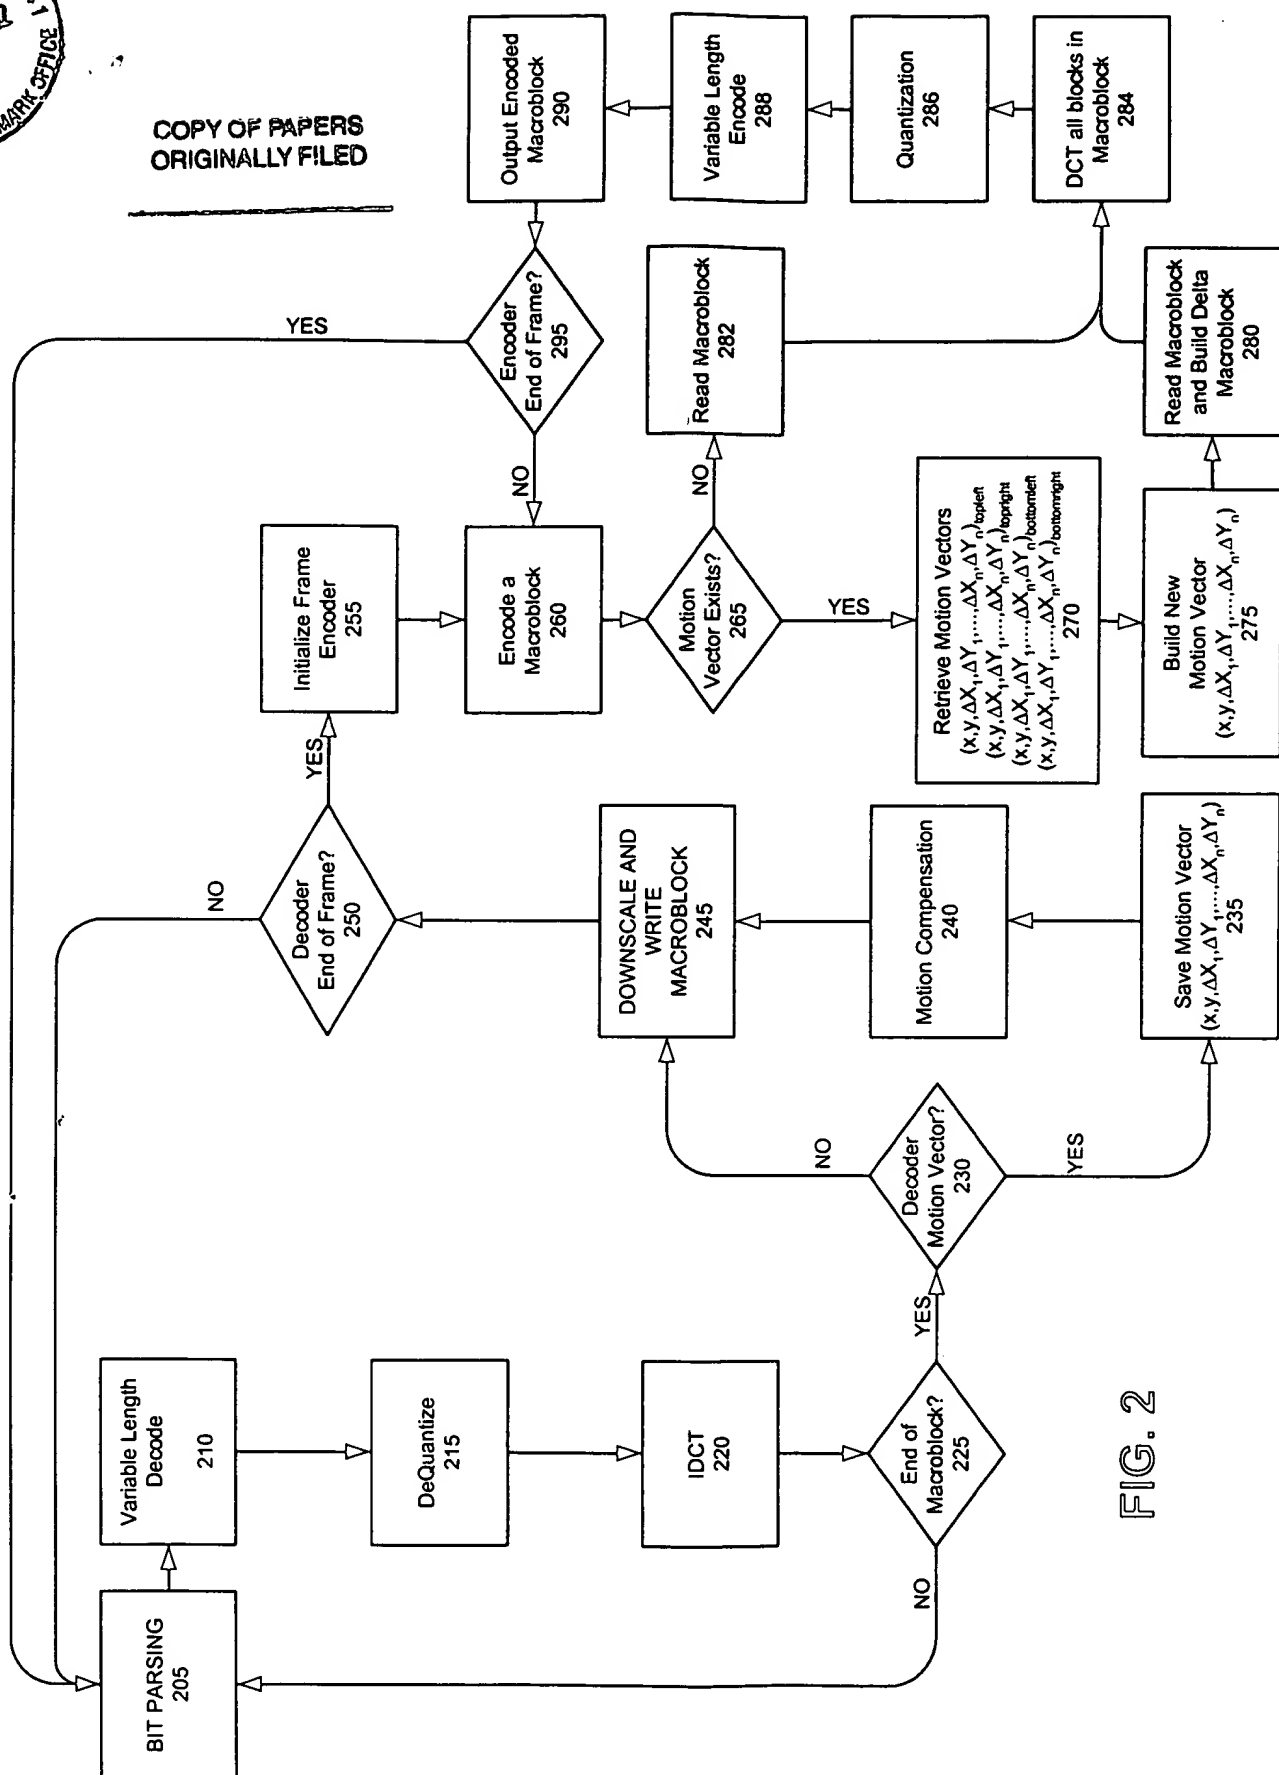 MARK OFFICE
COPY OF PAPERS
ORIGINALLY FILED
BIT PARSING
205
Variable Length
Decode
210
DeQuantize
215
IDCT
220
End of
Macroblock?
225
NO
YES
Decoder
Motion Vector?
230
NO
YES
Save Motion Vector
(x,y,ΔX₁,ΔY₁,...,ΔXₙ,ΔYₙ)
235
Motion Compensation
240
DOWNSCALE AND
WRITE
MACROBLOCK
245
Decoder
End of Frame?
250
NO
YES
Initialize Frame
Encoder
255
Encode a
Macroblock
260
Motion
Vector Exists?
265
NO
YES
Retrieve Motion Vectors
(x,y,ΔX₁,ΔY₁,...,ΔXₙ,ΔYₙ)topleft
(x,y,ΔX₁,ΔY₁,...,ΔXₙ,ΔYₙ)topright
(x,y,ΔX₁,ΔY₁,...,ΔXₙ,ΔYₙ)bottomleft
(x,y,ΔX₁,ΔY₁,...,ΔXₙ,ΔYₙ)bottomright
270
Build New
Motion Vector
(x,y,ΔX₁,ΔY₁,...,ΔXₙ,ΔYₙ)
275
Read Macroblock
and Build Delta
Macroblock
280
Read Macroblock
282
DCT all blocks in
Macroblock
284
Quantization
286
Variable Length
Encode
288
Output Encoded
Macroblock
290
Encoder
End of Frame?
295
NO
YES
FIG. 2